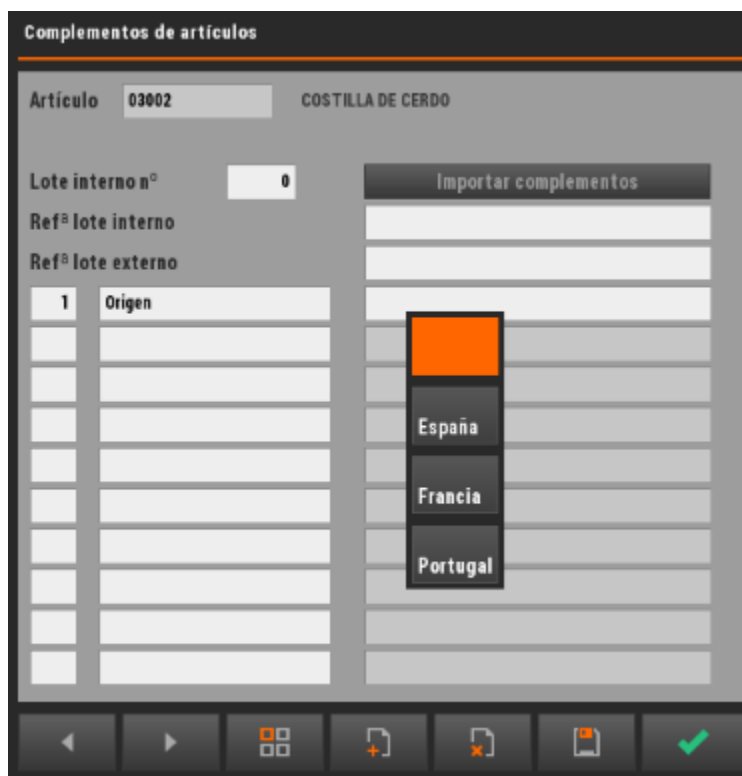 Complementos de artículos
Artículo 03002 COSTILLA DE CERDO
Lote interno nº 0 Importar complementos
Refª lote interno
Refª lote externo
1 Origen
España
Francia
Portugal